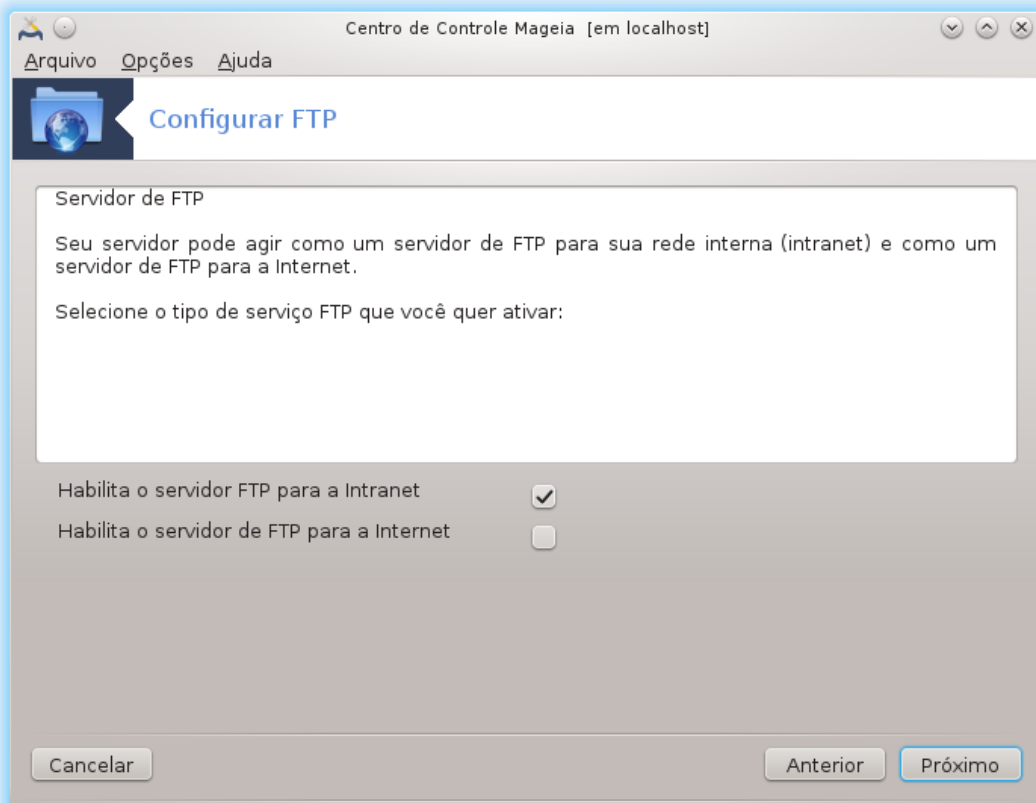 Centro de Controle Mageia [em localhost]
Arquivo Opções Ajuda
Configurar FTP
Servidor de FTP
Seu servidor pode agir como um servidor de FTP para sua rede interna (intranet) e como um
servidor de FTP para a Internet.
Selecione o tipo de serviço FTP que você quer ativar:
Habilita o servidor FTP para a Intranet
Habilita o servidor de FTP para a Internet
Cancelar Anterior Próximo